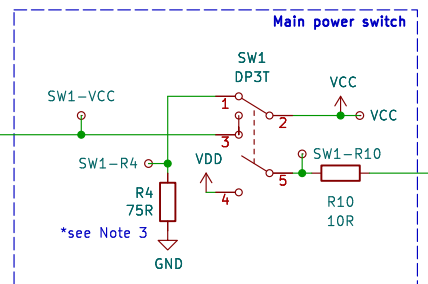 Main power switch
SW1
DP3T
SW1-VCC
VCC
1
2
VCC
3
SW1-R4
VDD
SW1-R10
5
R4
75R
4
R10
10R
*see Note 3
GND